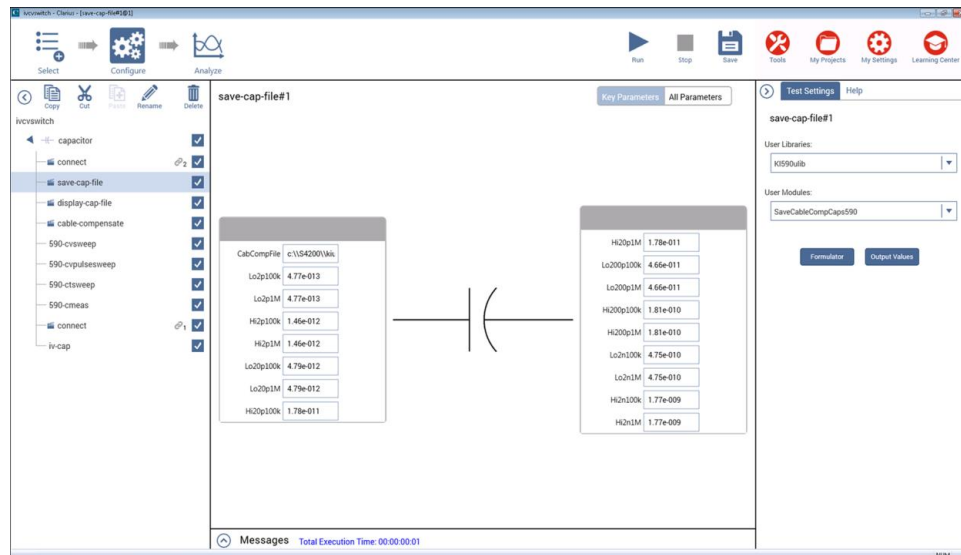 ivcvswitch - Clarius - [save-cap-file#1@1]
Select
Configure
Analyze
Run
Stop
Save
Tools
My Projects
My Settings
Learning Center
Copy
Cut
Paste
Rename
Delete
ivcvswitch
capacitor
connect 2
save-cap-file
display-cap-file
cable-compensate
590-cvsweep
590-cvpulsesweep
590-ctsweep
590-cmeas
connect 1
iv-cap
save-cap-file#1
Key Parameters All Parameters
CabCompFile c:\\S4200\\kiu
Lo2p100k 4.77e-013
Lo2p1M 4.77e-013
Hi2p100k 1.46e-012
Hi2p1M 1.46e-012
Lo20p100k 4.79e-012
Lo20p1M 4.79e-012
Hi20p100k 1.78e-011
Hi20p1M 1.78e-011
Lo200p100k 4.66e-011
Lo200p1M 4.66e-011
Hi200p100k 1.81e-010
Hi200p1M 1.81e-010
Lo2n100k 4.75e-010
Lo2n1M 4.75e-010
Hi2n100k 1.77e-009
Hi2n1M 1.77e-009
Messages Total Execution Time: 00:00:00:01
Test Settings Help
save-cap-file#1
User Libraries:
KI590ulib
User Modules:
SaveCableCompCaps590
Formulator Output Values